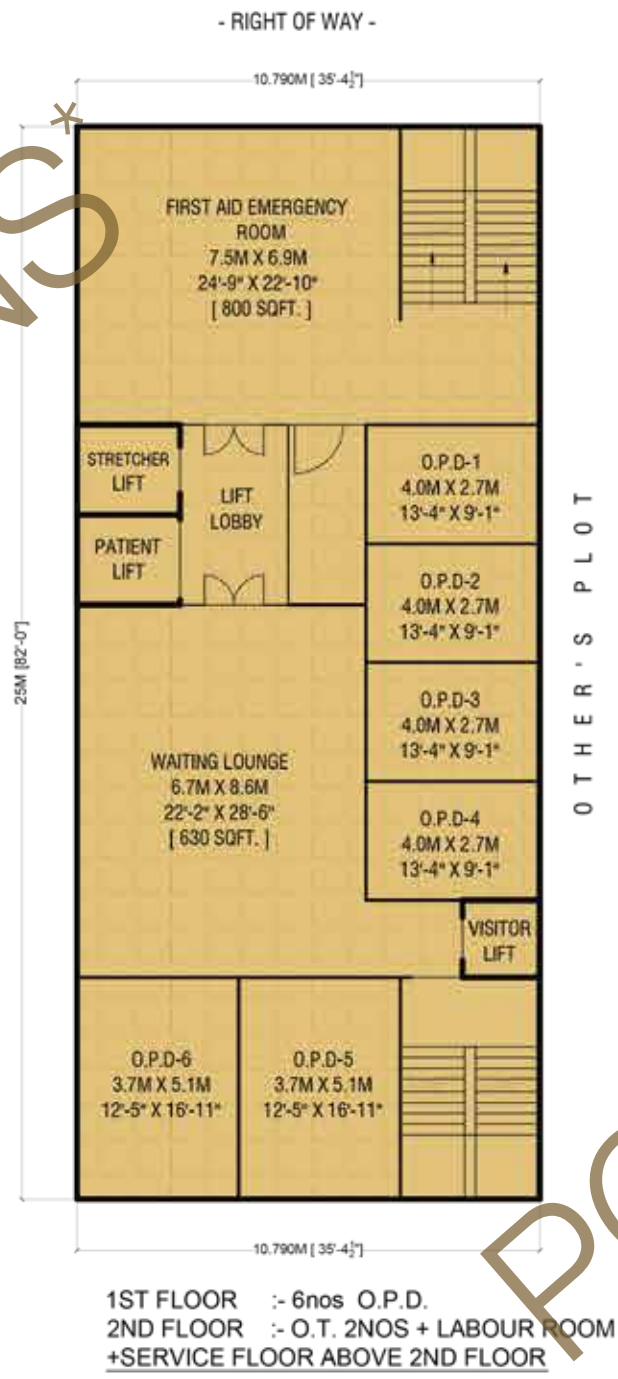 - RIGHT OF WAY -
10.790M [ 35'-4½"]
FIRST AID EMERGENCY
ROOM
7.5M X 6.9M
24'-9" X 22'-10"
[ 800 SQFT. ]
STRETCHER
LIFT
LIFT
LOBBY
PATIENT
LIFT
O.P.D-1
4.0M X 2.7M
13'-4" X 9'-1"
O.P.D-2
4.0M X 2.7M
13'-4" X 9'-1"
O.P.D-3
4.0M X 2.7M
13'-4" X 9'-1"
O.P.D-4
4.0M X 2.7M
13'-4" X 9'-1"
25M [82'-0"]
OTHER'S PLOT
WAITING LOUNGE
6.7M X 8.6M
22'-2" X 28'-6"
[ 630 SQFT. ]
VISITOR
LIFT
O.P.D-6
3.7M X 5.1M
12'-5" X 16'-11"
O.P.D-5
3.7M X 5.1M
12'-5" X 16'-11"
10.790M [ 35'-4½"]
1ST FLOOR :- 6nos O.P.D.
2ND FLOOR :- O.T. 2NOS + LABOUR ROOM
+SERVICE FLOOR ABOVE 2ND FLOOR